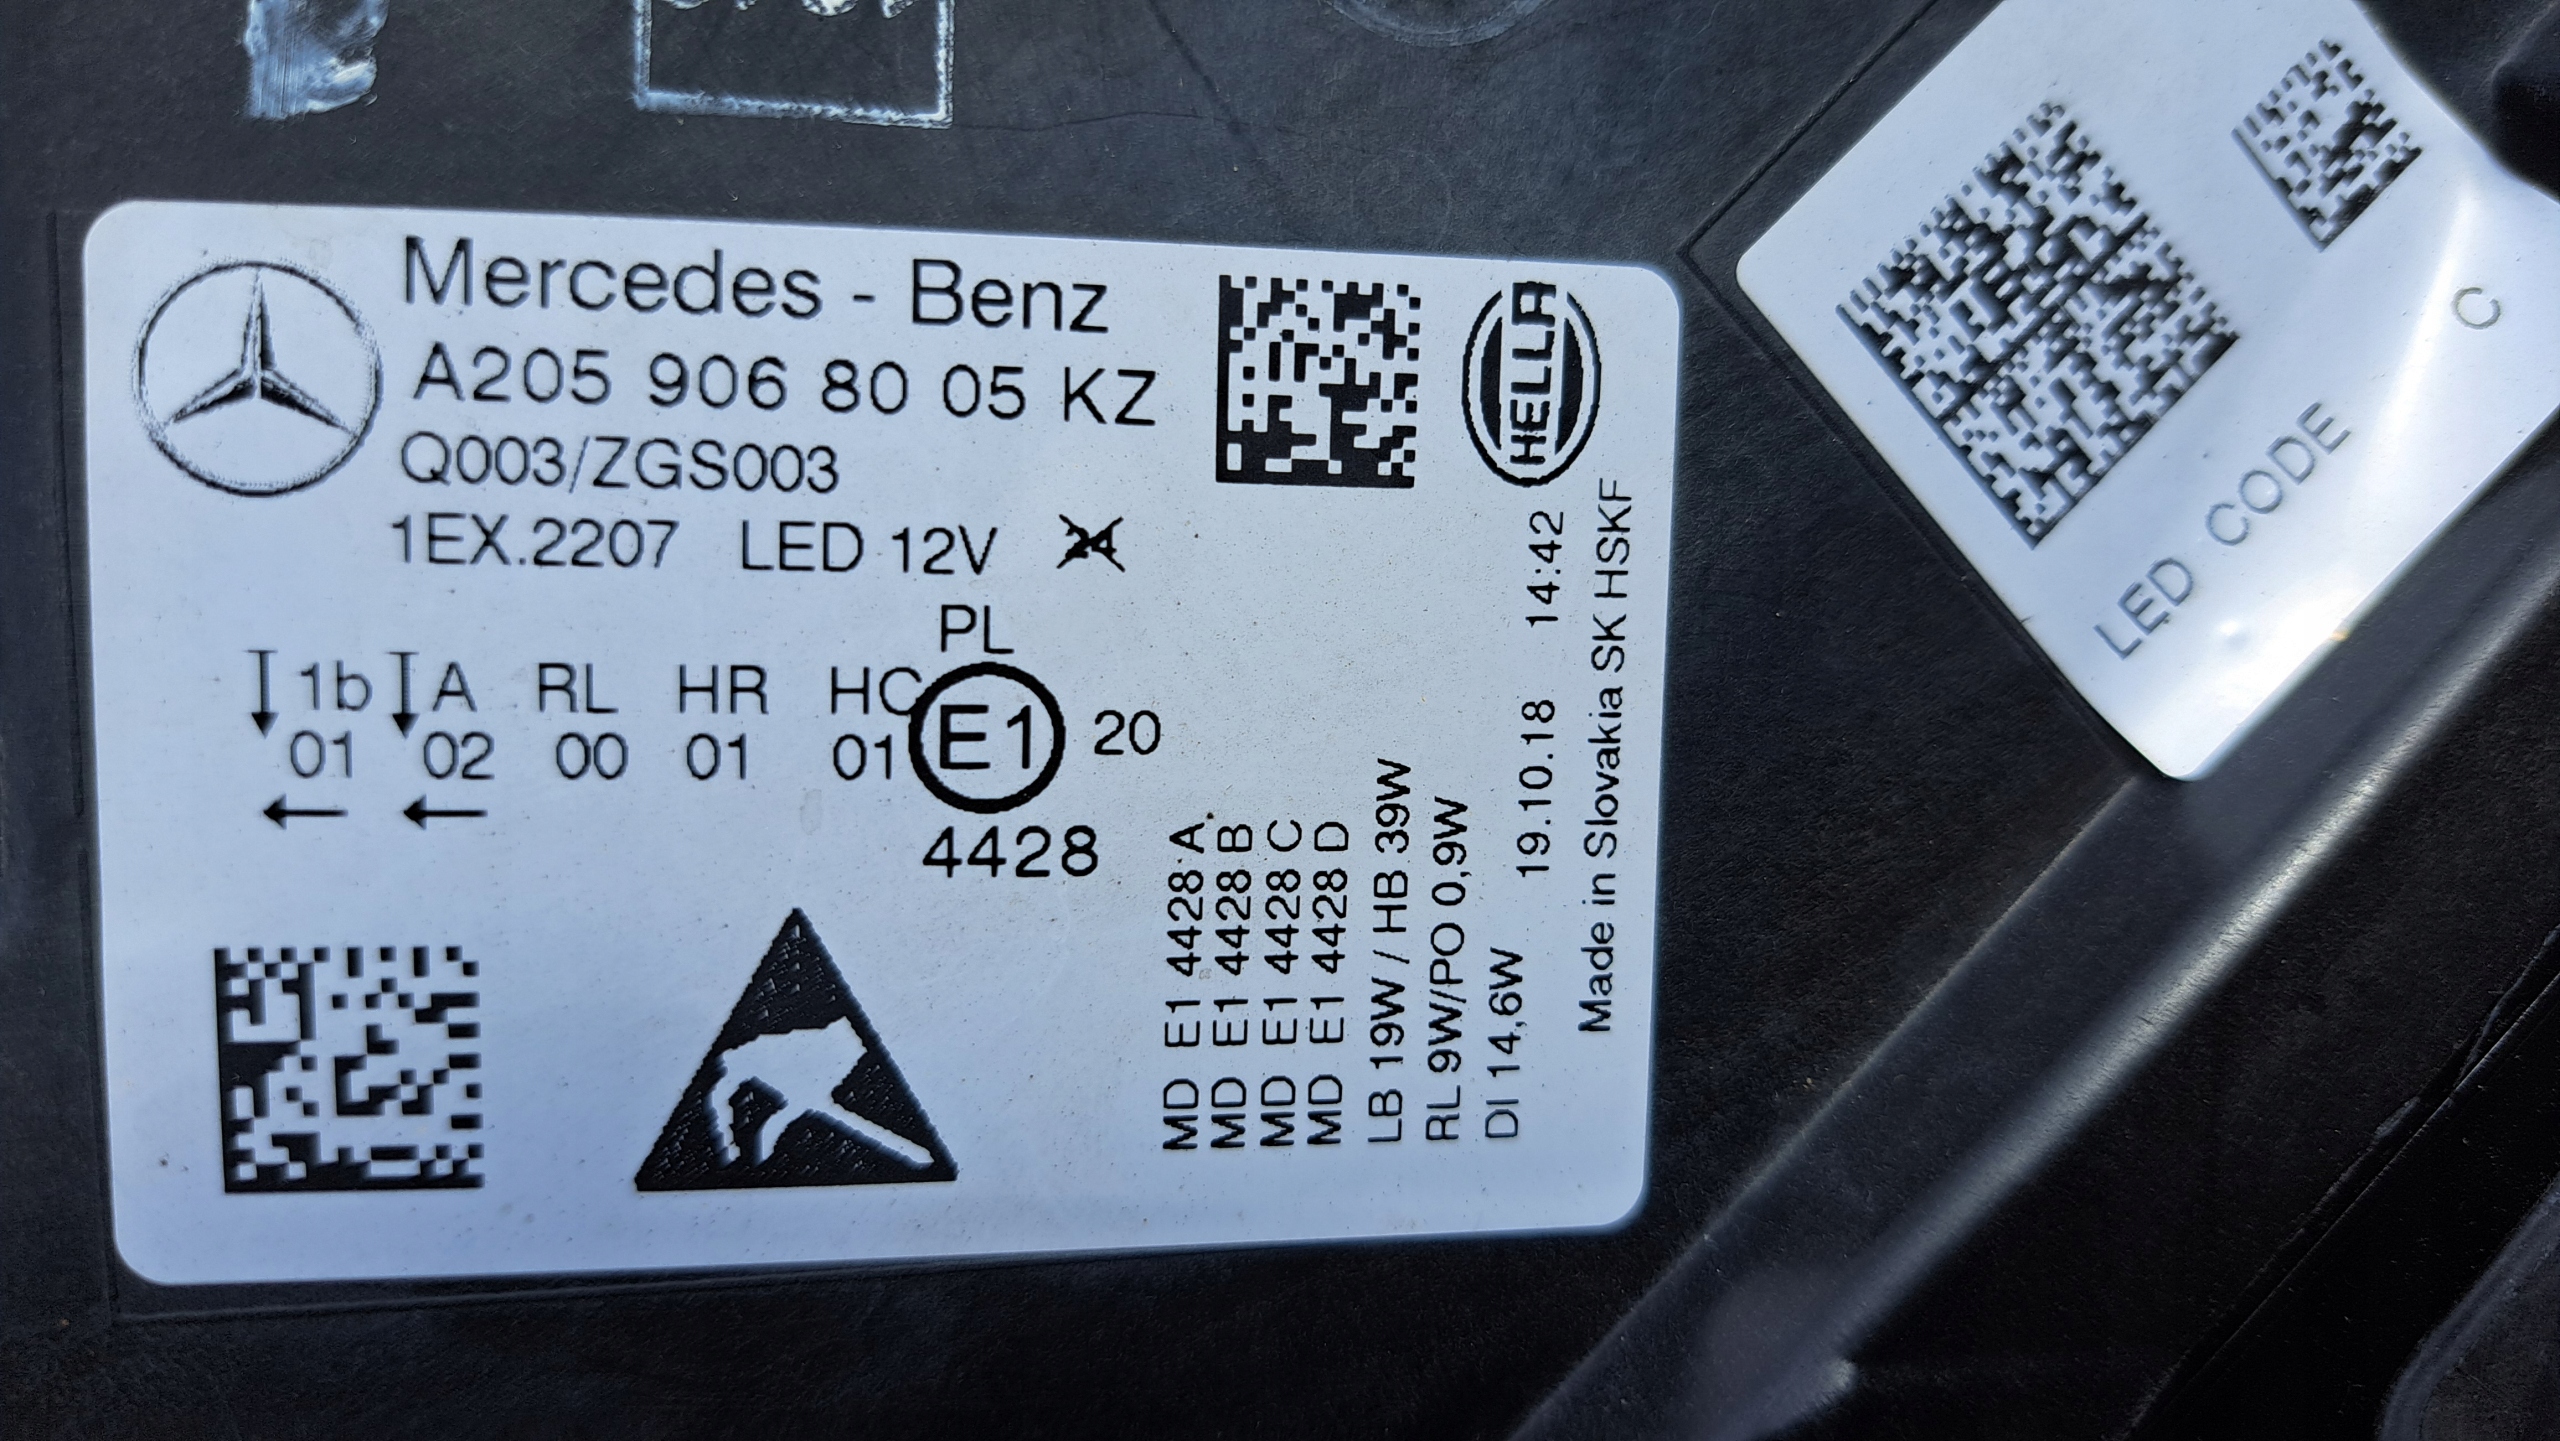 Mercedes - Benz
A205 906 80 05 KZ
Q003/ZGS003
1EX.2207 LED 12V
PL
1b A RL HR HC
01 02 00 01 01
E1 20
4428
MD E1 4428 A
MD E1 4428 B
MD E1 4428 C
MD E1 4428 D
LB 19W / HB 39W
RL 9W/PO 0,9W
DI 14,6W
19.10.18 14:42
Made in Slovakia SK HSKF
HELLA
LED CODE
C